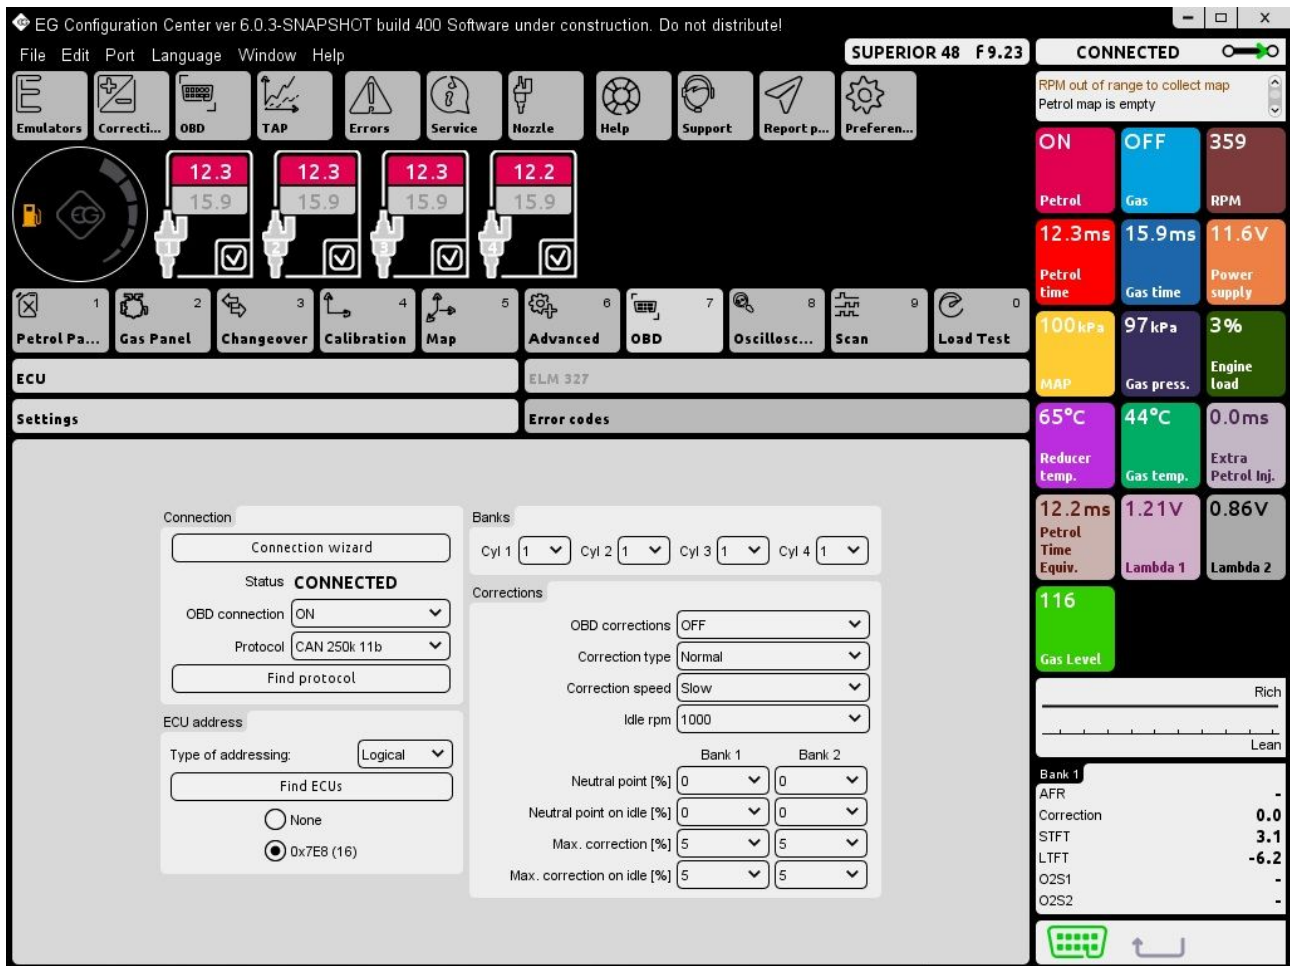 EG Configuration Center ver 6.0.3-SNAPSHOT build 400 Software under construction. Do not distribute!
File Edit Port Language Window Help
SUPERIOR 48 f 9.23
CONNECTED
Emulators
Correcti...
OBD
TAP
Errors
Service
Nozzle
Help
Support
Report p...
Preferen...
RPM out of range to collect map
Petrol map is empty
EG
12.3
15.9
1
12.3
15.9
2
12.3
15.9
3
12.2
15.9
4
1
Petrol Pa...
2
Gas Panel
3
Changeover
4
Calibration
5
Map
6
Advanced
7
OBD
8
Oscillosc...
9
Scan
0
Load Test
ECU
ELM 327
Settings
Error codes
Connection
Connection wizard
Status CONNECTED
OBD connection ON
Protocol CAN 250k 11b
Find protocol
ECU address
Type of addressing: Logical
Find ECUs
None
0x7E8 (16)
Banks
Cyl 1 1 Cyl 2 1 Cyl 3 1 Cyl 4 1
Corrections
OBD corrections OFF
Correction type Normal
Correction speed Slow
Idle rpm 1000
Bank 1 Bank 2
Neutral point [%] 0 0
Neutral point on idle [%] 0 0
Max. correction [%] 5 5
Max. correction on idle [%] 5 5
ON
Petrol
OFF
Gas
359
RPM
12.3ms
Petrol
time
15.9ms
Gas time
11.6V
Power
supply
100kPa
MAP
97kPa
Gas press.
3%
Engine
load
65°C
Reducer
temp.
44°C
Gas temp.
0.0ms
Extra
Petrol Inj.
12.2ms
Petrol
Time
Equiv.
1.21V
Lambda 1
0.86V
Lambda 2
116
Gas Level
Rich
Lean
Bank 1
AFR -
Correction 0.0
STFT 3.1
LTFT -6.2
O2S1 -
O2S2 -